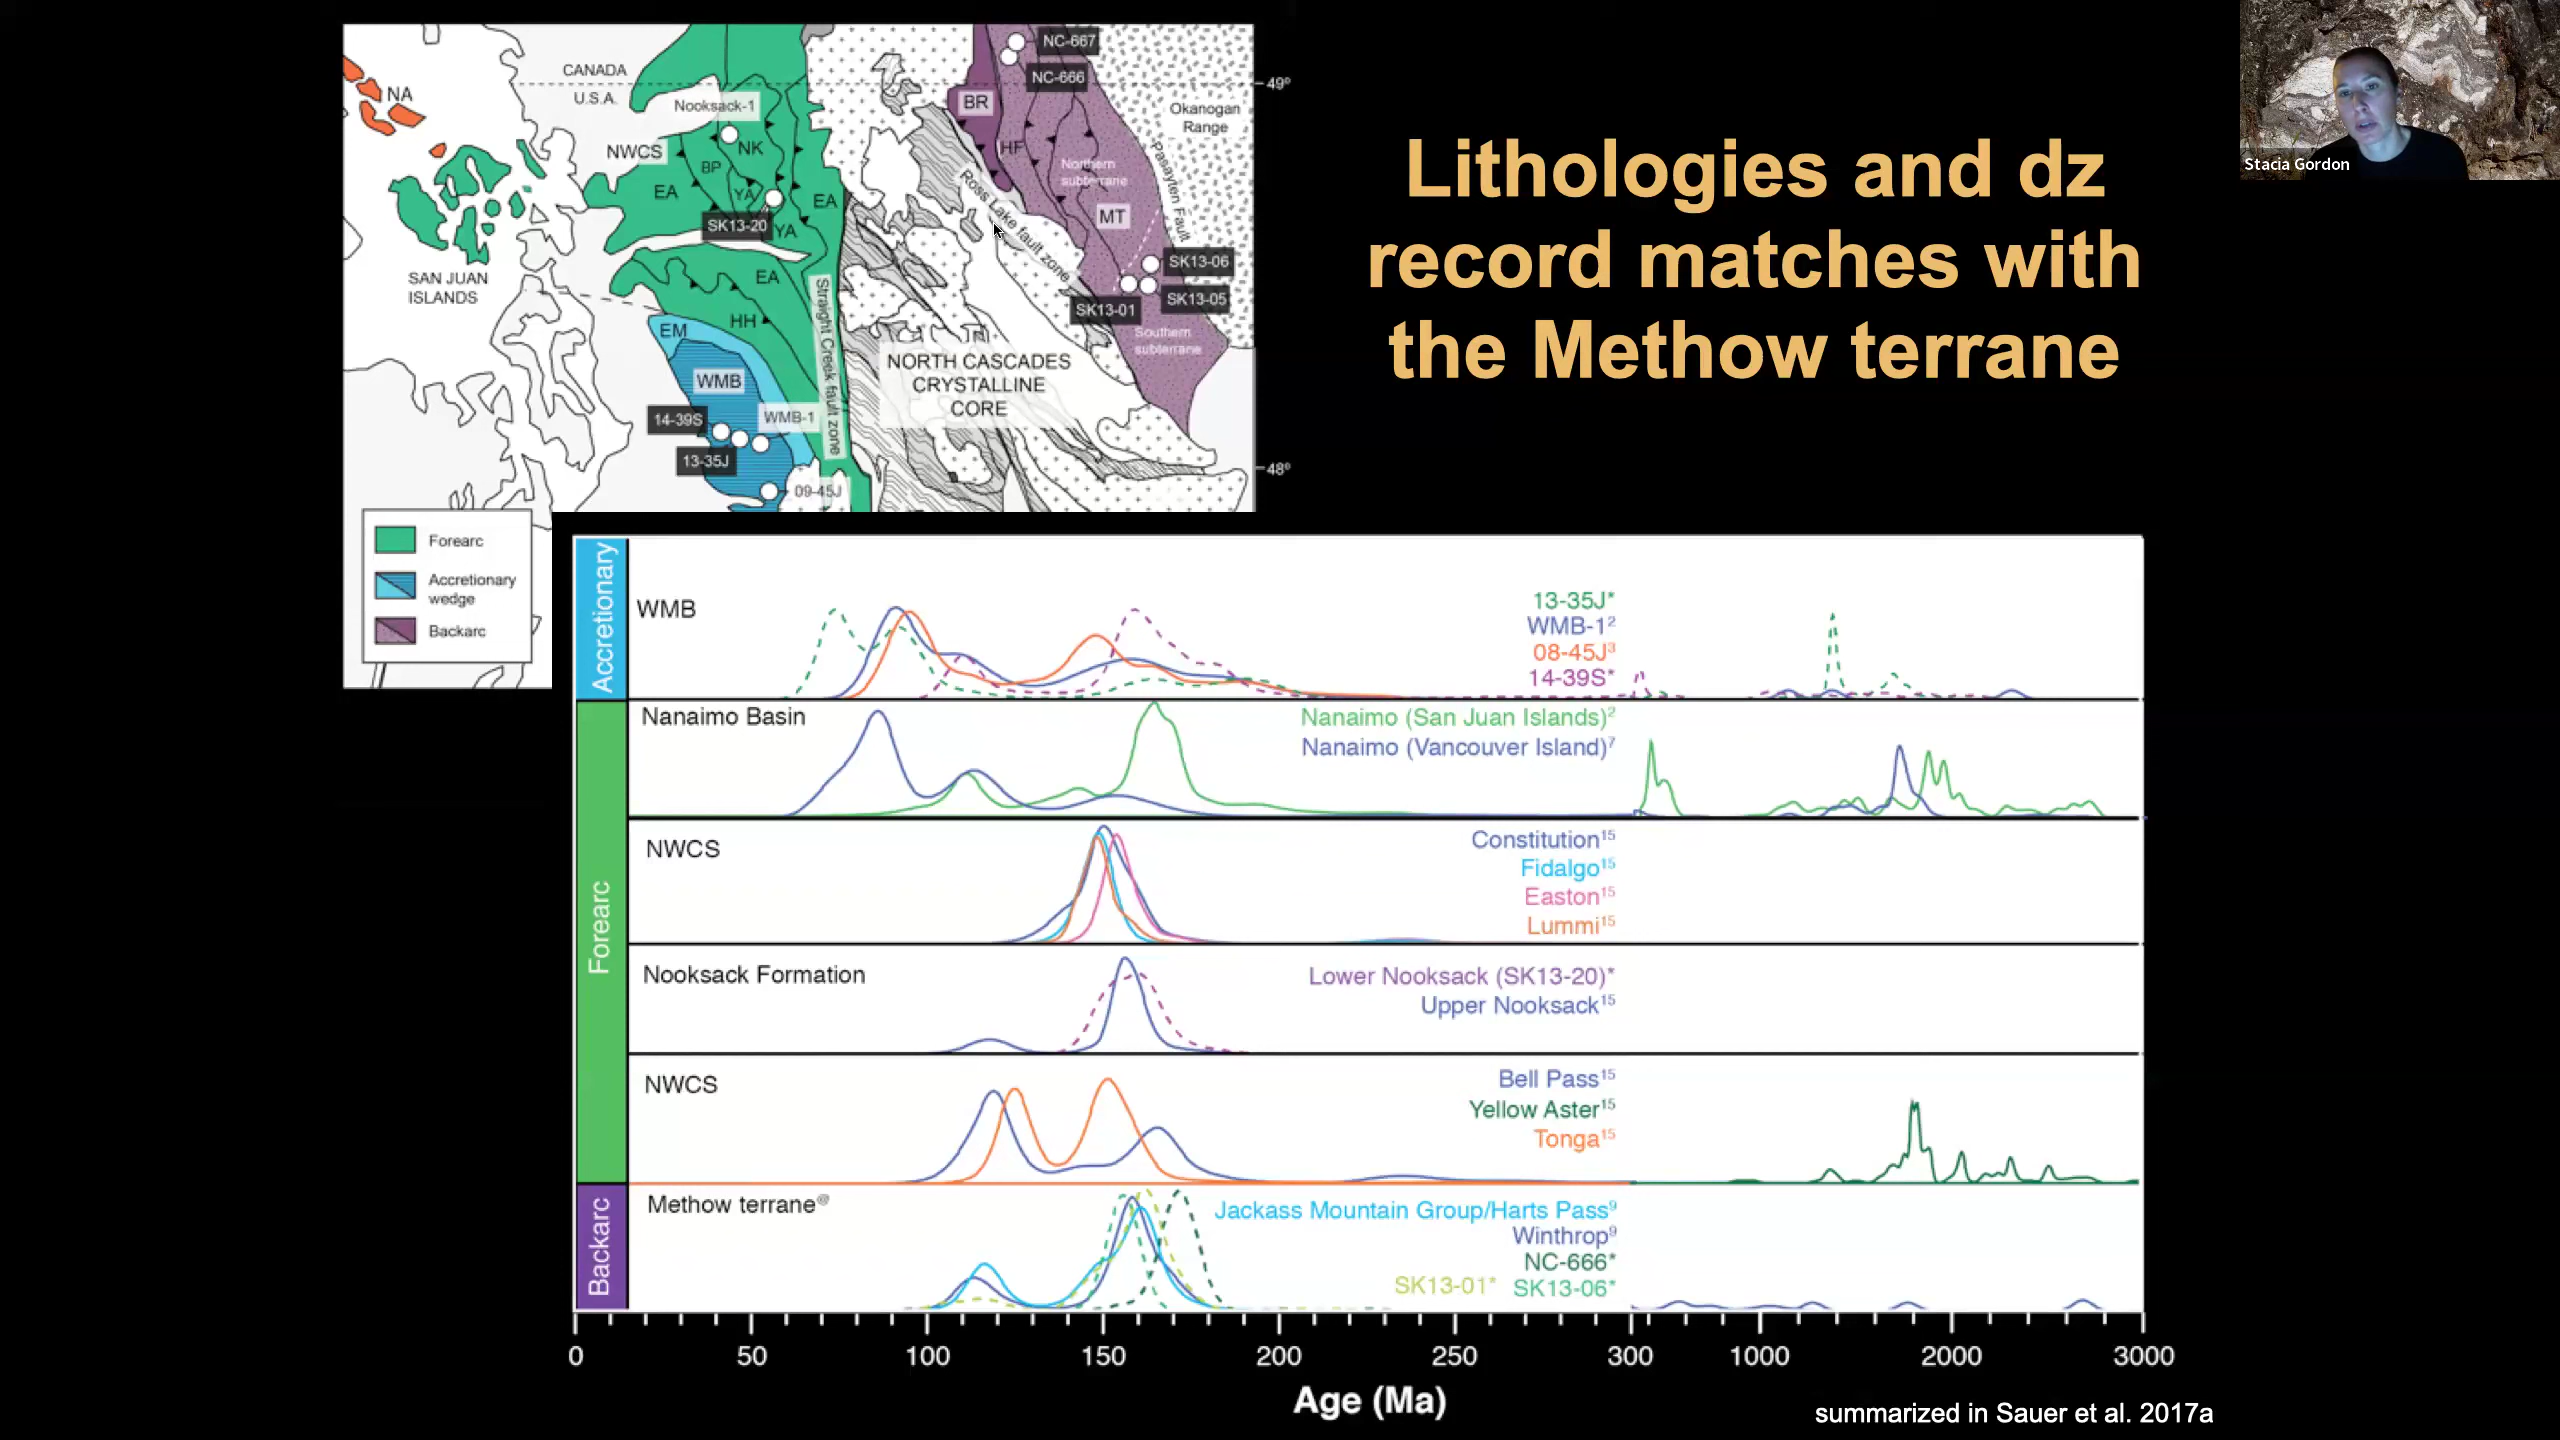 Lithologies and dz
record matches with
the Methow terrane
Stacia Gordon
CANADA
U.S.A.
NA
Nooksack-1
NWCS
NK
BP
EA
YA
EA
SK13-20
YA
SAN JUAN
ISLANDS
EA
HH
EM
WMB
WMB-1
14-39S
13-35J
09-45J
Straight Creek fault zone
NORTH CASCADES
CRYSTALLINE
CORE
Ross Lake fault zone
BR
HF
NC-667
NC-666
Northern
subterrane
MT
Pasayten Fault
Okanogan
Range
SK13-06
SK13-05
SK13-01
Southern
subterrane
49º
48º
Forearc
Accretionary
wedge
Backarc
Accretionary
WMB
13-35J*
WMB-1²
08-45J³
14-39S*
Forearc
Nanaimo Basin
Nanaimo (San Juan Islands)²
Nanaimo (Vancouver Island)⁷
NWCS
Constitution¹⁵
Fidalgo¹⁵
Easton¹⁵
Lummi¹⁵
Nooksack Formation
Lower Nooksack (SK13-20)*
Upper Nooksack¹⁵
NWCS
Bell Pass¹⁵
Yellow Aster¹⁵
Tonga¹⁵
Backarc
Methow terrane@
Jackass Mountain Group/Harts Pass⁹
Winthrop⁹
NC-666*
SK13-01* SK13-06*
0 50 100 150 200 250 300 1000 2000 3000
Age (Ma)
summarized in Sauer et al. 2017a